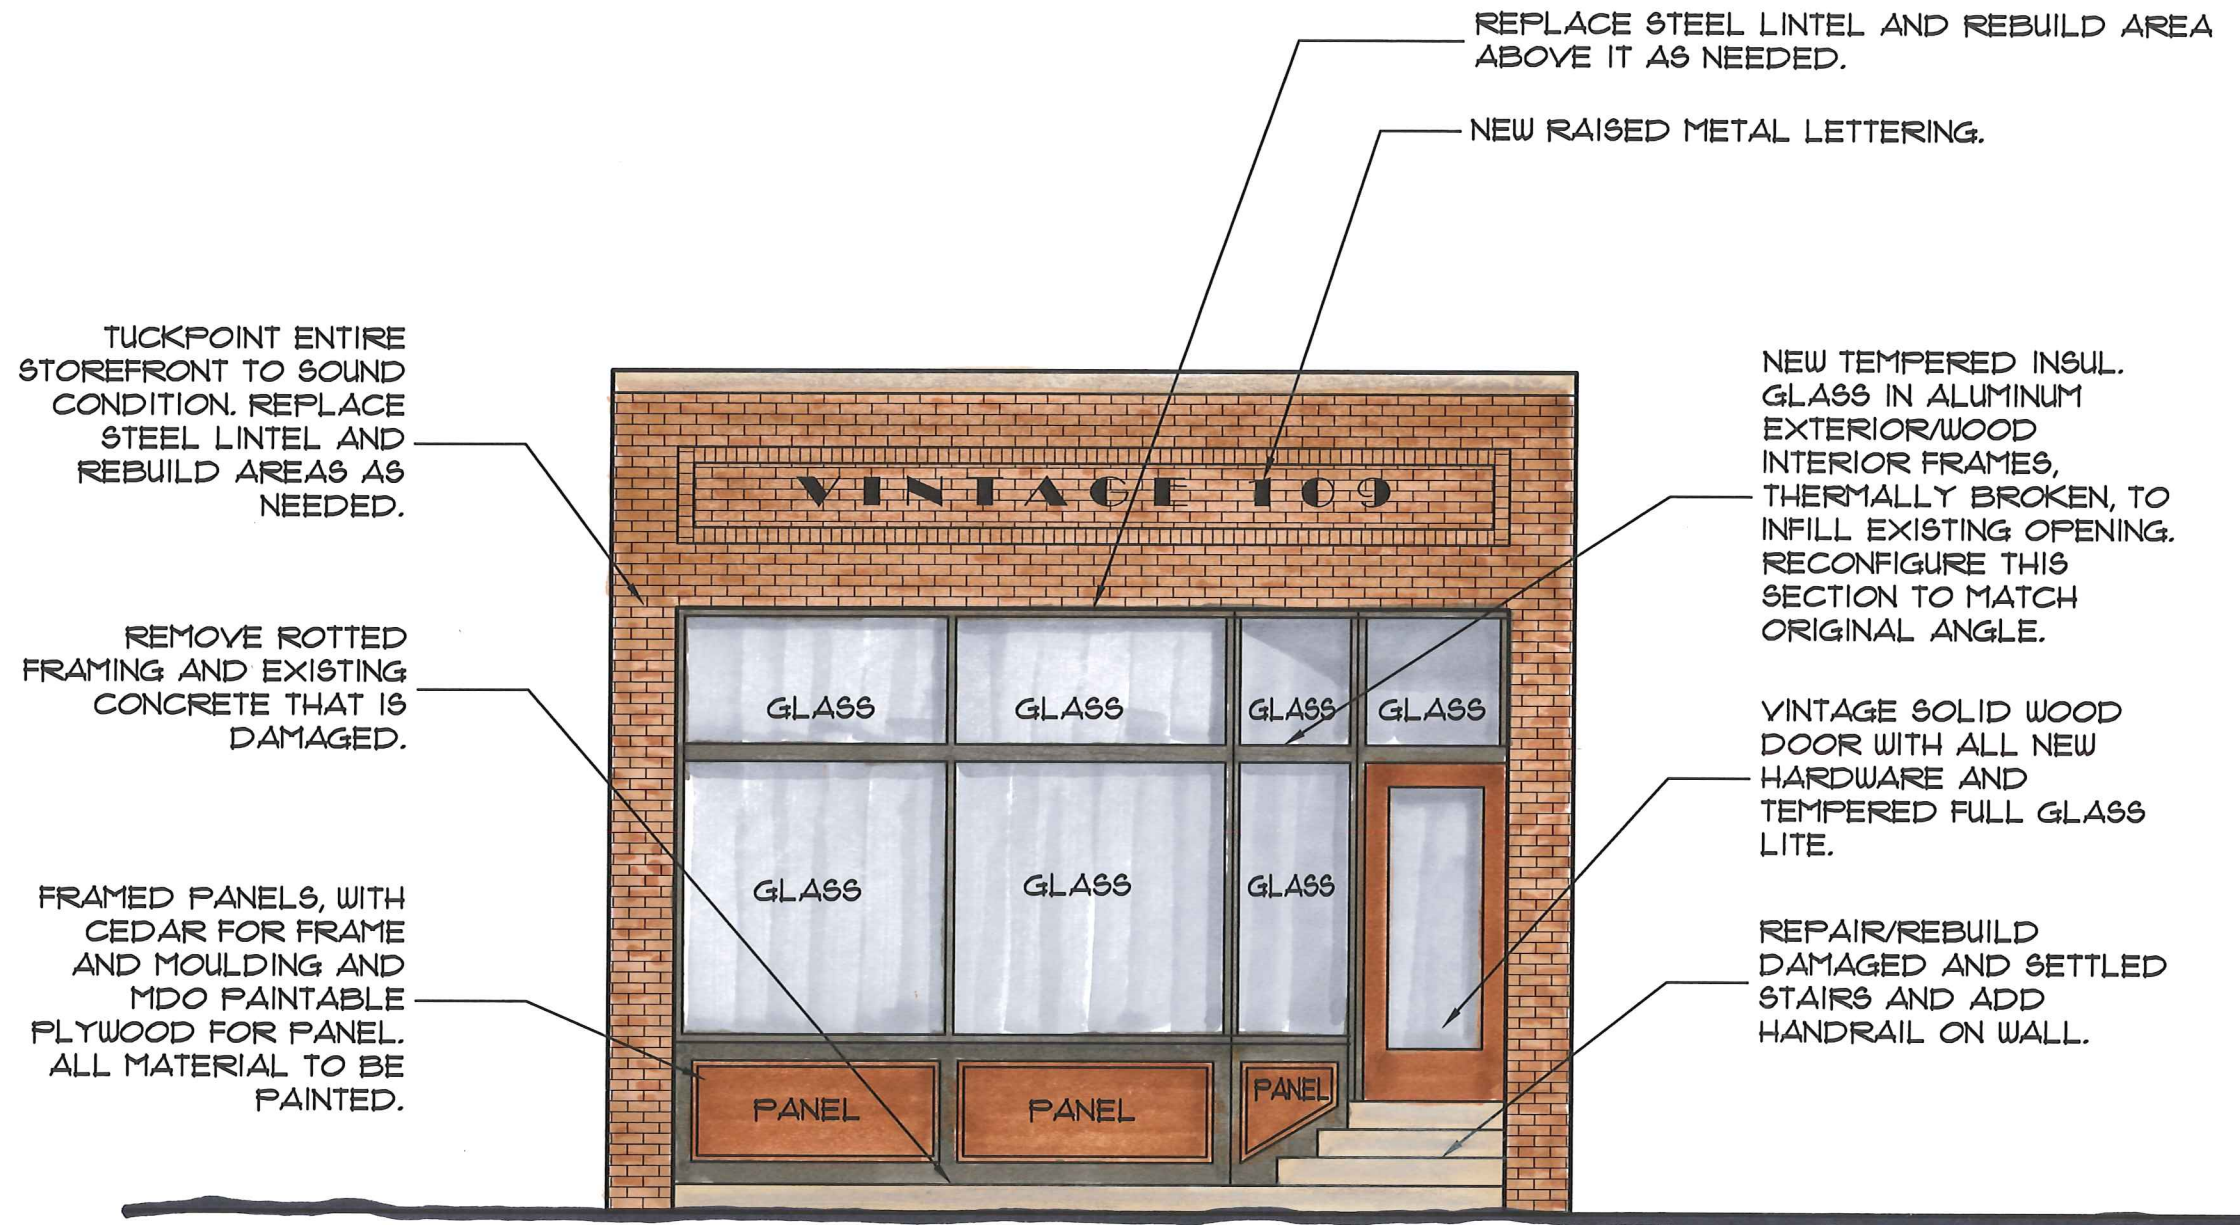 REPLACE STEEL LINTEL AND REBUILD AREA
ABOVE IT AS NEEDED.
NEW RAISED METAL LETTERING.
TUCKPOINT ENTIRE
STOREFRONT TO SOUND
CONDITION. REPLACE
STEEL LINTEL AND
REBUILD AREAS AS
NEEDED.
REMOVE ROTTED
FRAMING AND EXISTING
CONCRETE THAT IS
DAMAGED.
FRAMED PANELS, WITH
CEDAR FOR FRAME
AND MOULDING AND
MDO PAINTABLE
PLYWOOD FOR PANEL.
ALL MATERIAL TO BE
PAINTED.
VINTAGE 109
GLASS GLASS GLASS GLASS
GLASS GLASS GLASS
PANEL PANEL PANEL
NEW TEMPERED INSUL.
GLASS IN ALUMINUM
EXTERIOR/WOOD
INTERIOR FRAMES,
THERMALLY BROKEN, TO
INFILL EXISTING OPENING.
RECONFIGURE THIS
SECTION TO MATCH
ORIGINAL ANGLE.
VINTAGE SOLID WOOD
DOOR WITH ALL NEW
HARDWARE AND
TEMPERED FULL GLASS
LITE.
REPAIR/REBUILD
DAMAGED AND SETTLED
STAIRS AND ADD
HANDRAIL ON WALL.